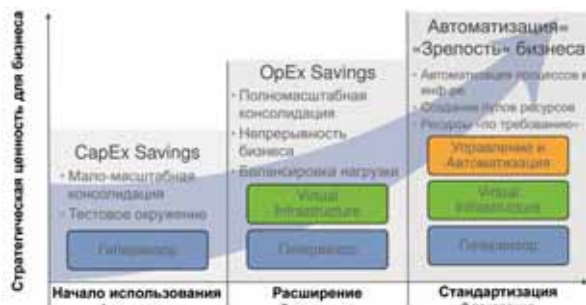 Стратегическая ценность для бизнеса
CapEx Savings
• Мало-масштабная
консолидация
• Тестовое окружение
Гипервизор
Начало использования
OpEx Savings
• Полномасштабная
консолидация
• Непрерывность
бизнеса
• Балансировка нагрузки
Virtual
Infrastructure
Гипервизор
Расширение
Автоматизация=
«Зрелость» бизнеса
• Автоматизация процессов в
• Создание пулов ресурсов
• Ресурсы «по требованию»
Управление и
Автоматизация
Virtual
Infrastructure
Гипервизор
Стандартизация